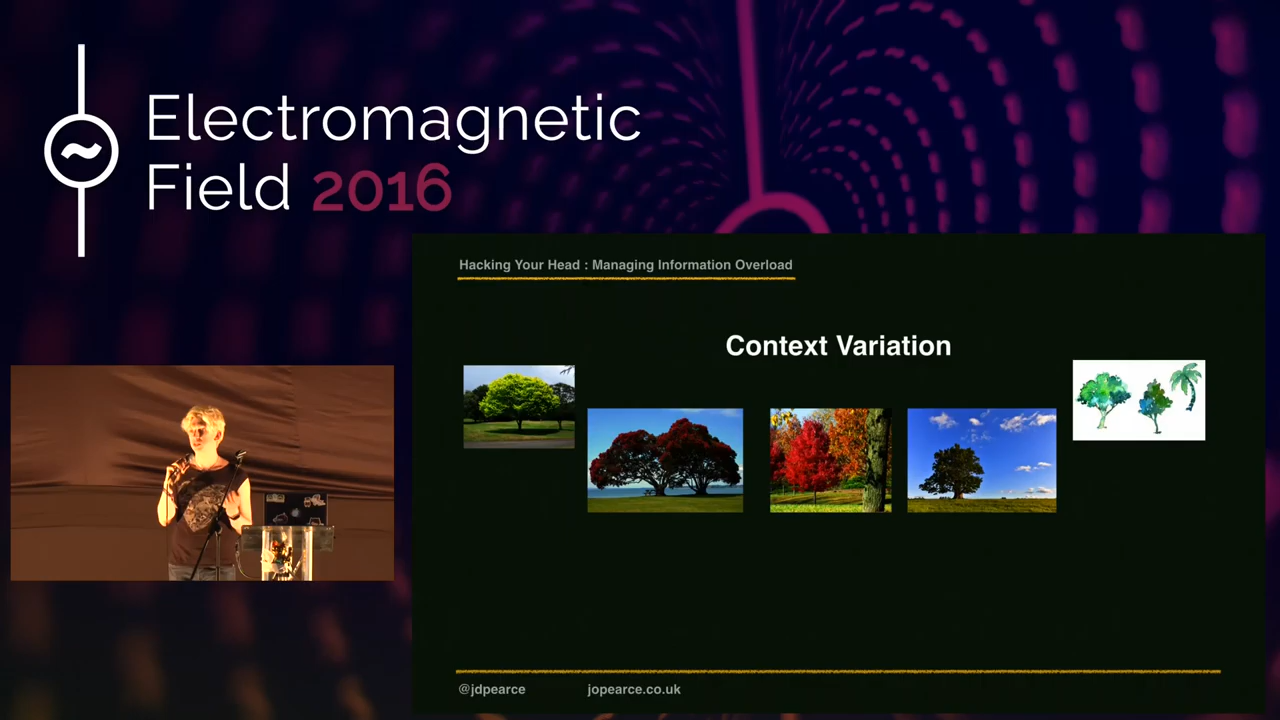 Electromagnetic
Field 2016
Hacking Your Head : Managing Information Overload
Context Variation
@jdpearce
jopearce.co.uk